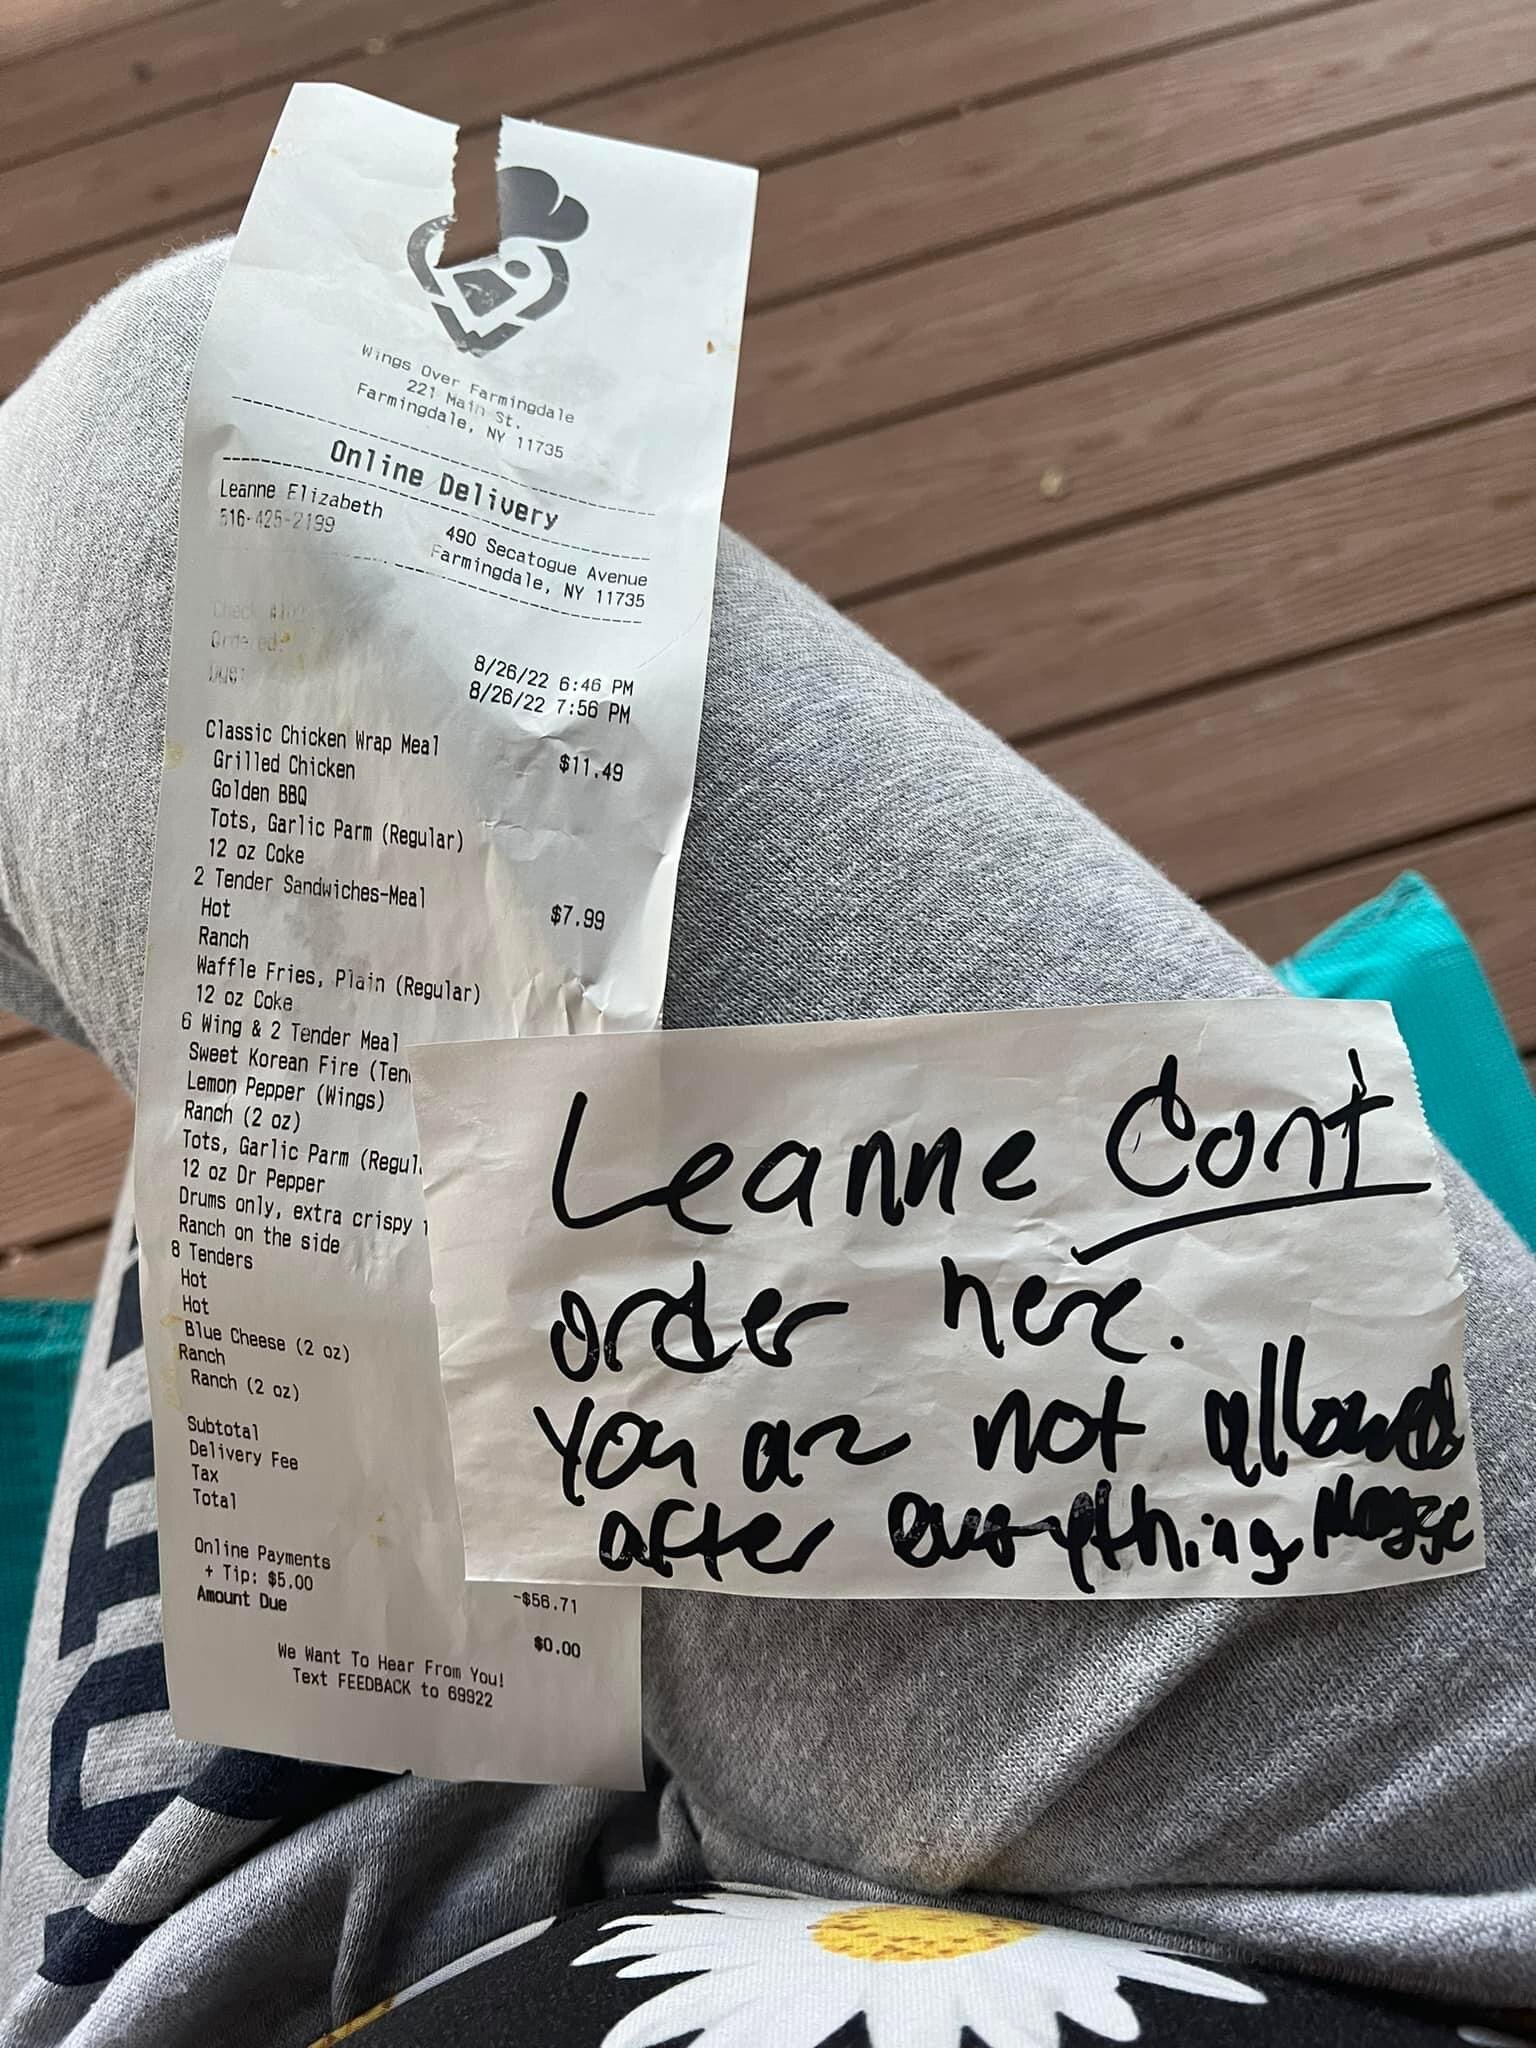 Wings Over Farmingdale
221 Main St.
Farmingdale, NY 11735
Online Delivery
Leanne Elizabeth
516-425-2199
490 Secatogue Avenue
Farmingdale, NY 11735
Check
Ordered: 8/26/22 6:46 PM
Due: 8/26/22 7:56 PM
Classic Chicken Wrap Meal $11.49
Grilled Chicken
Golden BBQ
Tots, Garlic Parm (Regular)
12 oz Coke
2 Tender Sandwiches-Meal $7.99
Hot
Ranch
Waffle Fries, Plain (Regular)
12 oz Coke
6 Wing & 2 Tender Meal
Sweet Korean Fire
Lemon Pepper (Wings)
Ranch (2 oz)
Tots, Garlic Parm
12 oz Dr Pepper
Drums only, extra crispy
Ranch on the side
8 Tenders
Hot
Hot
Blue Cheese (2 oz)
Ranch
Ranch (2 oz)
Subtotal
Delivery Fee
Tax
Total
Online Payments
+ Tip: $5.00 -$56.71
Amount Due $0.00
We Want To Hear From You!
Text FEEDBACK to 69922
Leanne Cont
order here.
You are not allowed
after everything